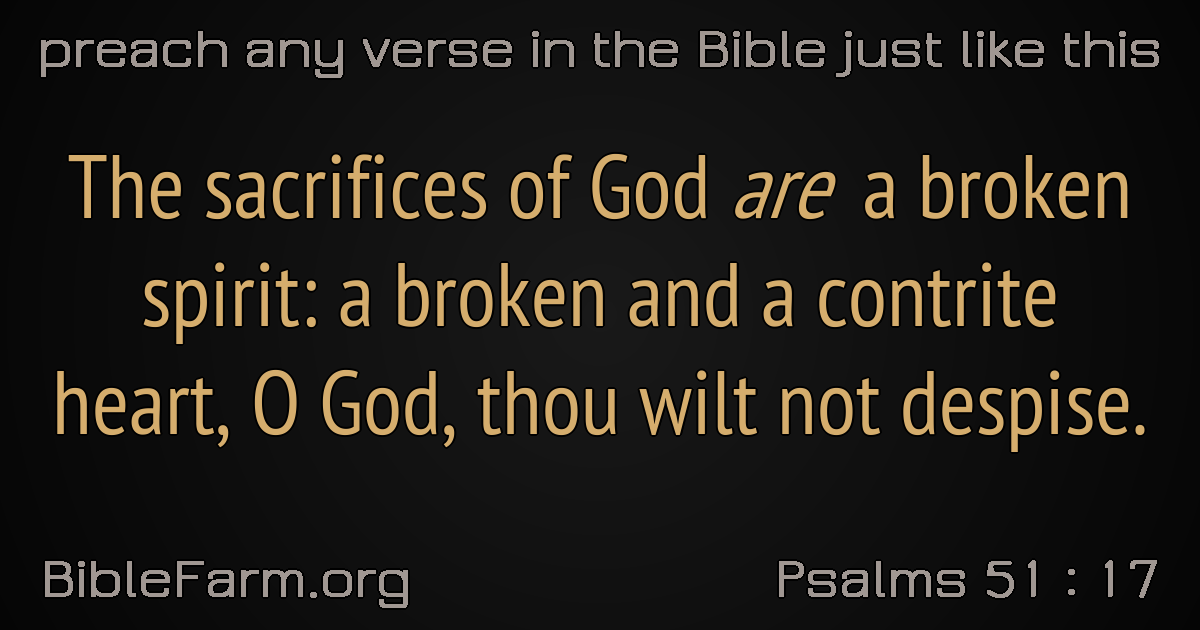 preach any verse in the Bible just like this
The sacrifices of God are a broken
spirit: a broken and a contrite
heart, O God, thou wilt not despise.
BibleFarm.org
Psalms 51 : 17